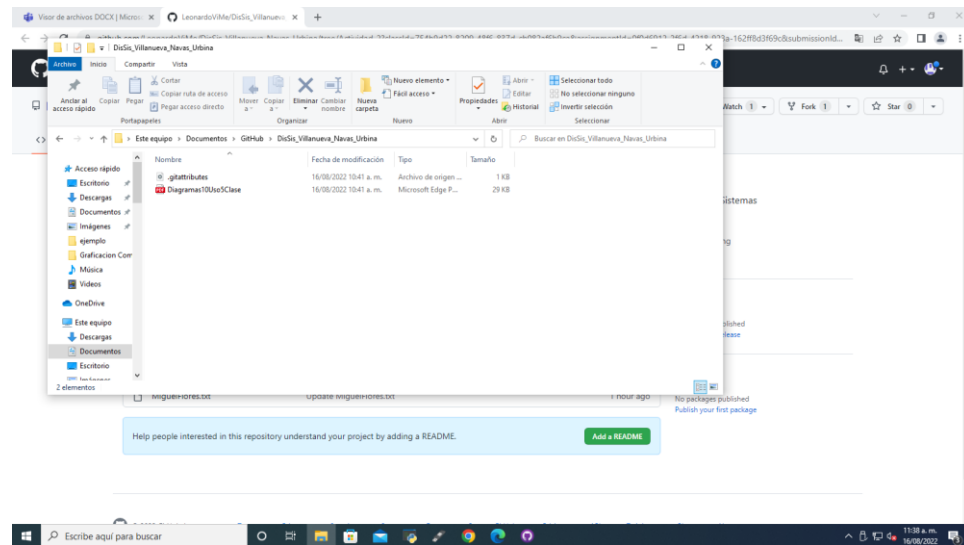 Visor de archivos DOCX | Micros
LeonardoViMe/DisSis_Villanueva
DisSis_Villanueva_Navas_Urbina
Archivo Inicio Compartir Vista
Anclar al acceso rápido
Copiar
Pegar
Cortar
Copiar ruta de acceso
Pegar acceso directo
Mover a
Copiar a
Eliminar
Cambiar nombre
Nueva carpeta
Nuevo elemento
Fácil acceso
Propiedades
Abrir
Editar
Historial
Seleccionar todo
No seleccionar ninguno
Invertir selección
Portapapeles Organizar Nuevo Abrir Seleccionar
Watch 1 Fork 1 Star 0
Este equipo > Documentos > GitHub > DisSis_Villanueva_Navas_Urbina
Buscar en DisSis_Villanueva_Navas_Urbina
Nombre Fecha de modificación Tipo Tamaño
.gitattributes 16/08/2022 10:41 a. m. Archivo de origen ... 1 KB
Diagramas10Uso5Clase 16/08/2022 10:41 a. m. Microsoft Edge P... 29 KB
Acceso rápido
Escritorio
Descargas
Documentos
Imágenes
ejemplo
Graficacion Com
Música
Videos
OneDrive
Este equipo
Descargas
Documentos
Escritorio
2 elementos
Sistemas
ng
blished
elease
MiguelFlores.txt Update MiguelFlores.txt 1 hour ago
No packages published
Publish your first package
Help people interested in this repository understand your project by adding a README.
Add a README
Escribe aquí para buscar
11:38 a. m.
16/08/2022